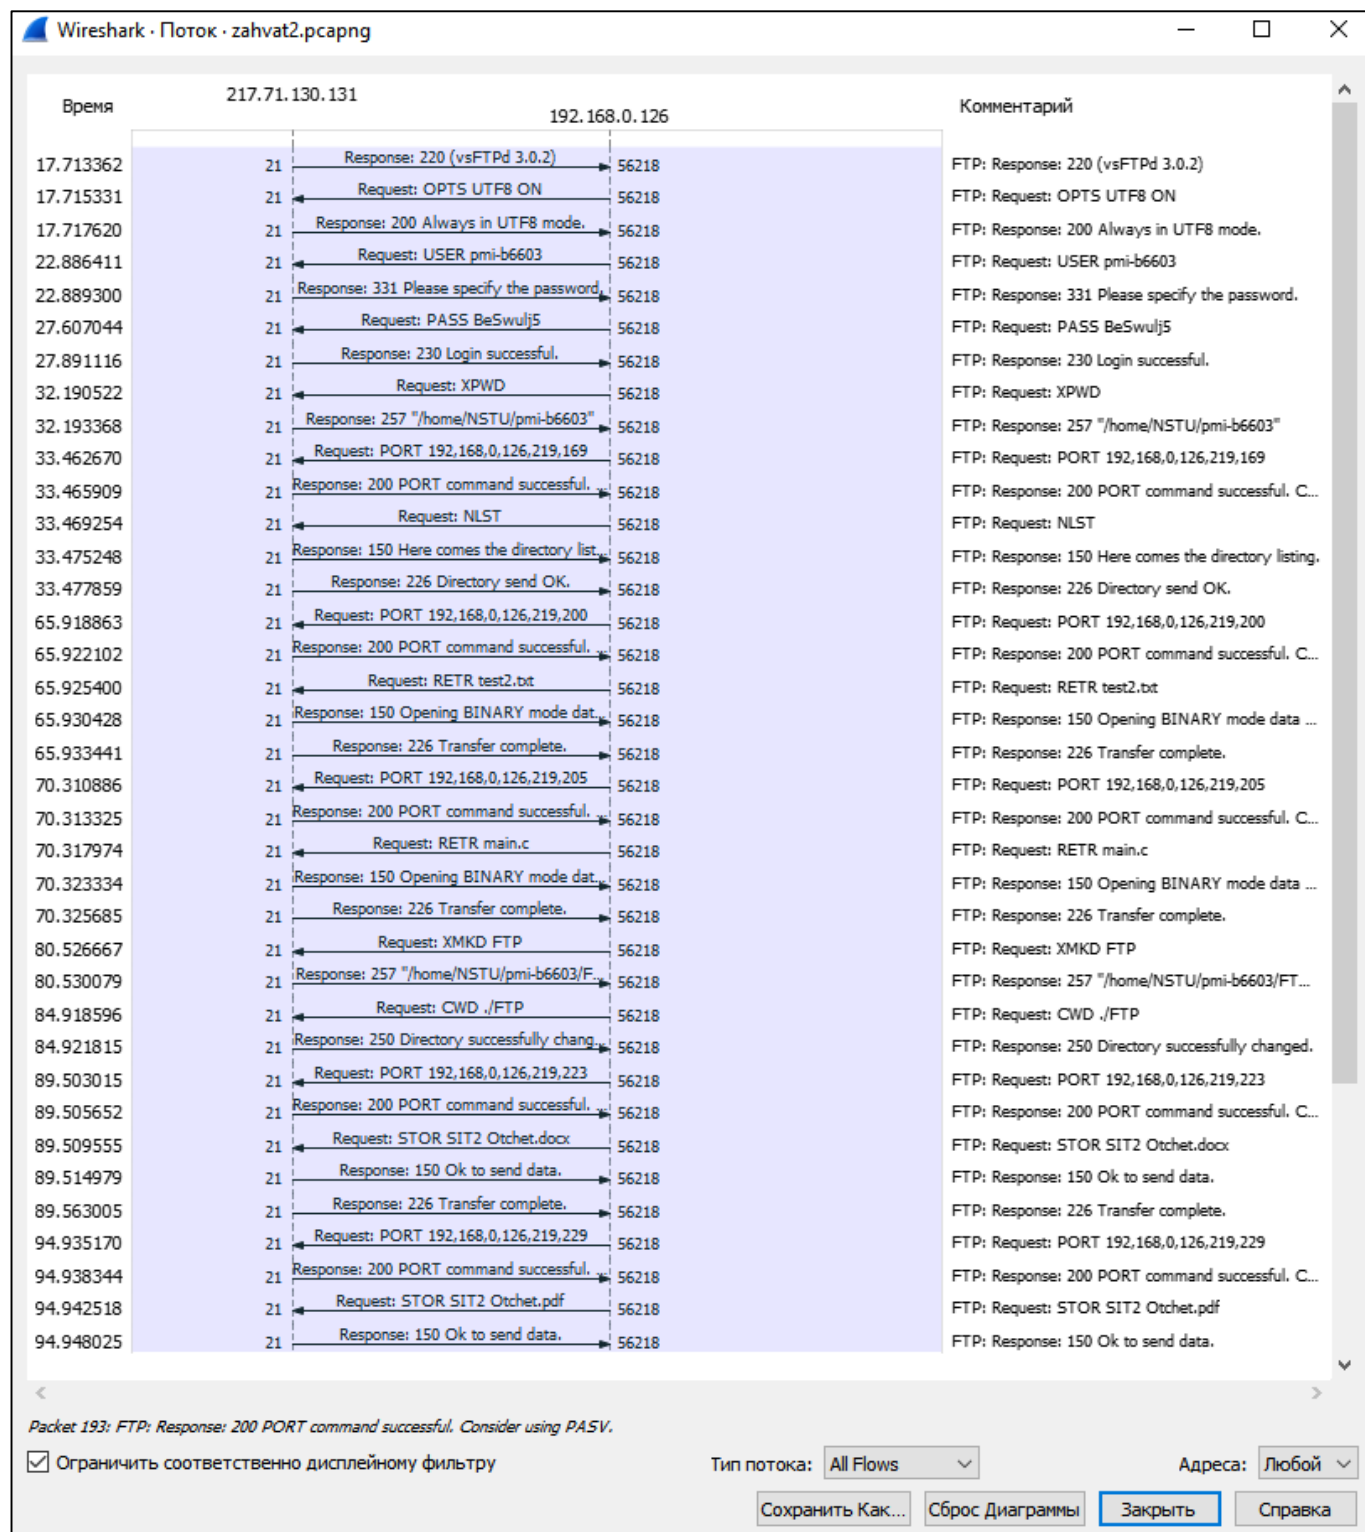 Wireshark · Поток · zahvat2.pcapng
Время 217.71.130.131 192.168.0.126 Комментарий
17.713362 21 Response: 220 (vsFTPd 3.0.2) 56218 FTP: Response: 220 (vsFTPd 3.0.2)
17.715331 21 Request: OPTS UTF8 ON 56218 FTP: Request: OPTS UTF8 ON
17.717620 21 Response: 200 Always in UTF8 mode. 56218 FTP: Response: 200 Always in UTF8 mode.
22.886411 21 Request: USER pmi-b6603 56218 FTP: Request: USER pmi-b6603
22.889300 21 Response: 331 Please specify the password. 56218 FTP: Response: 331 Please specify the password.
27.607044 21 Request: PASS BeSwulj5 56218 FTP: Request: PASS BeSwulj5
27.891116 21 Response: 230 Login successful. 56218 FTP: Response: 230 Login successful.
32.190522 21 Request: XPWD 56218 FTP: Request: XPWD
32.193368 21 Response: 257 "/home/NSTU/pmi-b6603" 56218 FTP: Response: 257 "/home/NSTU/pmi-b6603"
33.462670 21 Request: PORT 192,168,0,126,219,169 56218 FTP: Request: PORT 192,168,0,126,219,169
33.465909 21 Response: 200 PORT command successful. ... 56218 FTP: Response: 200 PORT command successful. C...
33.469254 21 Request: NLST 56218 FTP: Request: NLST
33.475248 21 Response: 150 Here comes the directory list... 56218 FTP: Response: 150 Here comes the directory listing.
33.477859 21 Response: 226 Directory send OK. 56218 FTP: Response: 226 Directory send OK.
65.918863 21 Request: PORT 192,168,0,126,219,200 56218 FTP: Request: PORT 192,168,0,126,219,200
65.922102 21 Response: 200 PORT command successful. ... 56218 FTP: Response: 200 PORT command successful. C...
65.925400 21 Request: RETR test2.txt 56218 FTP: Request: RETR test2.txt
65.930428 21 Response: 150 Opening BINARY mode dat... 56218 FTP: Response: 150 Opening BINARY mode data ...
65.933441 21 Response: 226 Transfer complete. 56218 FTP: Response: 226 Transfer complete.
70.310886 21 Request: PORT 192,168,0,126,219,205 56218 FTP: Request: PORT 192,168,0,126,219,205
70.313325 21 Response: 200 PORT command successful. ... 56218 FTP: Response: 200 PORT command successful. C...
70.317974 21 Request: RETR main.c 56218 FTP: Request: RETR main.c
70.323334 21 Response: 150 Opening BINARY mode dat... 56218 FTP: Response: 150 Opening BINARY mode data ...
70.325685 21 Response: 226 Transfer complete. 56218 FTP: Response: 226 Transfer complete.
80.526667 21 Request: XMKD FTP 56218 FTP: Request: XMKD FTP
80.530079 21 Response: 257 "/home/NSTU/pmi-b6603/F... 56218 FTP: Response: 257 "/home/NSTU/pmi-b6603/FT...
84.918596 21 Request: CWD ./FTP 56218 FTP: Request: CWD ./FTP
84.921815 21 Response: 250 Directory successfully chang... 56218 FTP: Response: 250 Directory successfully changed.
89.503015 21 Request: PORT 192,168,0,126,219,223 56218 FTP: Request: PORT 192,168,0,126,219,223
89.505652 21 Response: 200 PORT command successful. ... 56218 FTP: Response: 200 PORT command successful. C...
89.509555 21 Request: STOR SIT2 Otchet.docx 56218 FTP: Request: STOR SIT2 Otchet.docx
89.514979 21 Response: 150 Ok to send data. 56218 FTP: Response: 150 Ok to send data.
89.563005 21 Response: 226 Transfer complete. 56218 FTP: Response: 226 Transfer complete.
94.935170 21 Request: PORT 192,168,0,126,219,229 56218 FTP: Request: PORT 192,168,0,126,219,229
94.938344 21 Response: 200 PORT command successful. ... 56218 FTP: Response: 200 PORT command successful. C...
94.942518 21 Request: STOR SIT2 Otchet.pdf 56218 FTP: Request: STOR SIT2 Otchet.pdf
94.948025 21 Response: 150 Ok to send data. 56218 FTP: Response: 150 Ok to send data.
Packet 193: FTP: Response: 200 PORT command successful. Consider using PASV.
Ограничить соответственно дисплейному фильтру Тип потока: All Flows Адреса: Любой
Сохранить Как... Сброс Диаграммы Закрыть Справка